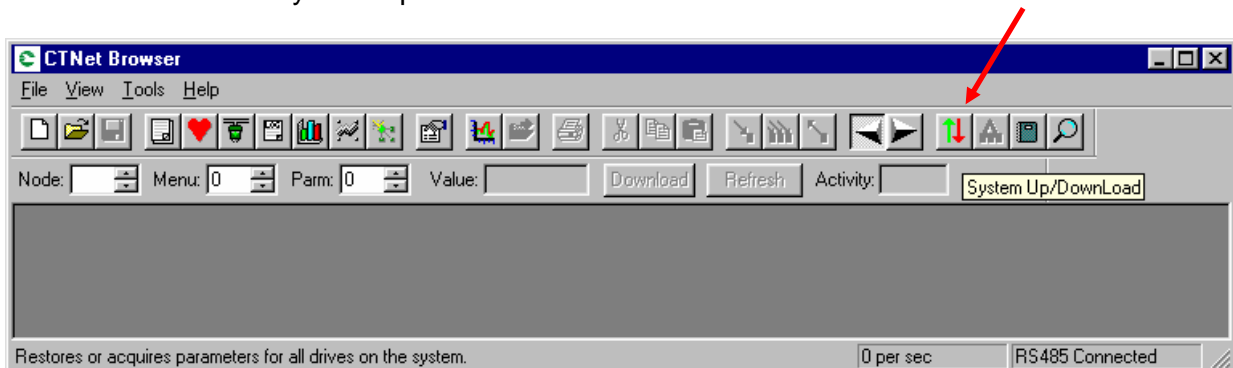 CTNet Browser
File View Tools Help
Node: Menu: 0 Parm: 0 Value: Download Refresh Activity:
System Up/DownLoad
Restores or acquires parameters for all drives on the system. 0 per sec RS485 Connected